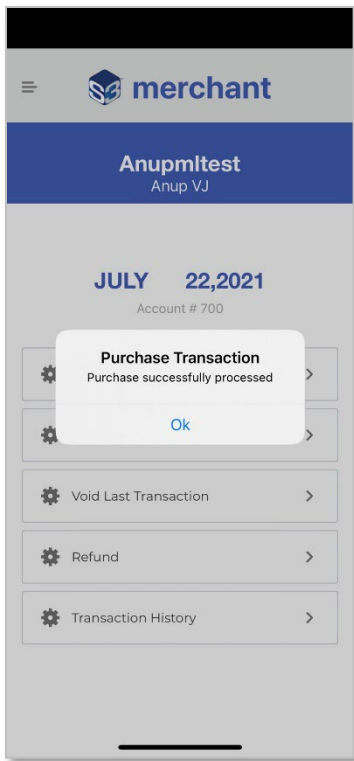 merchant
Anupmltest
Anup VJ
JULY 22,2021
Account # 700
Purchase Transaction
Purchase successfully processed
Ok
Void Last Transaction
Refund
Transaction History